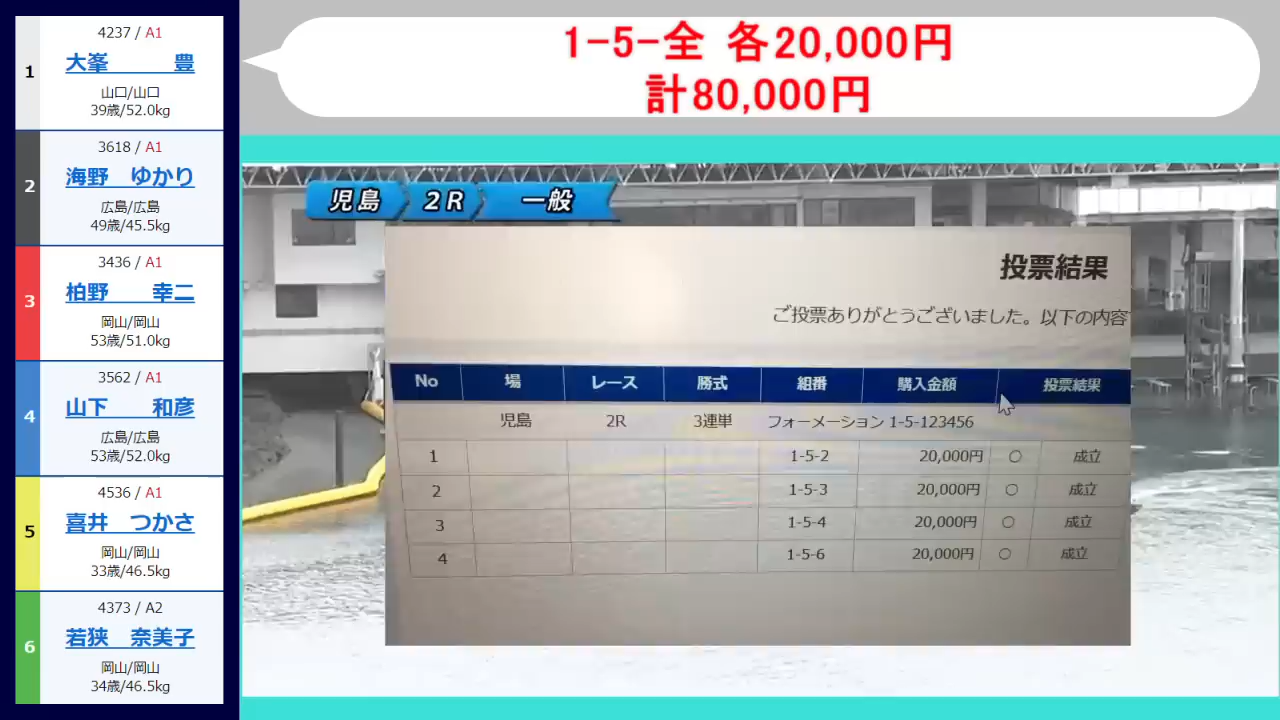 1
4237 / A1
大峯 豊
山口/山口
39歳/52.0kg
2
3618 / A1
海野 ゆかり
広島/広島
49歳/45.5kg
3
3436 / A1
柏野 幸二
岡山/岡山
53歳/51.0kg
4
3562 / A1
山下 和彦
広島/広島
53歳/52.0kg
5
4536 / A1
喜井 つかさ
岡山/岡山
33歳/46.5kg
6
4373 / A2
若狭 奈美子
岡山/岡山
34歳/46.5kg
1-5-全 各20,000円
計80,000円
児島 2R 一般
投票結果
ご投票ありがとうございました。以下の内容
No 場 レース 勝式 組番 購入金額 投票結果
児島 2R 3連単 フォーメーション 1-5-123456
1 1-5-2 20,000円 ○ 成立
2 1-5-3 20,000円 ○ 成立
3 1-5-4 20,000円 ○ 成立
4 1-5-6 20,000円 ○ 成立